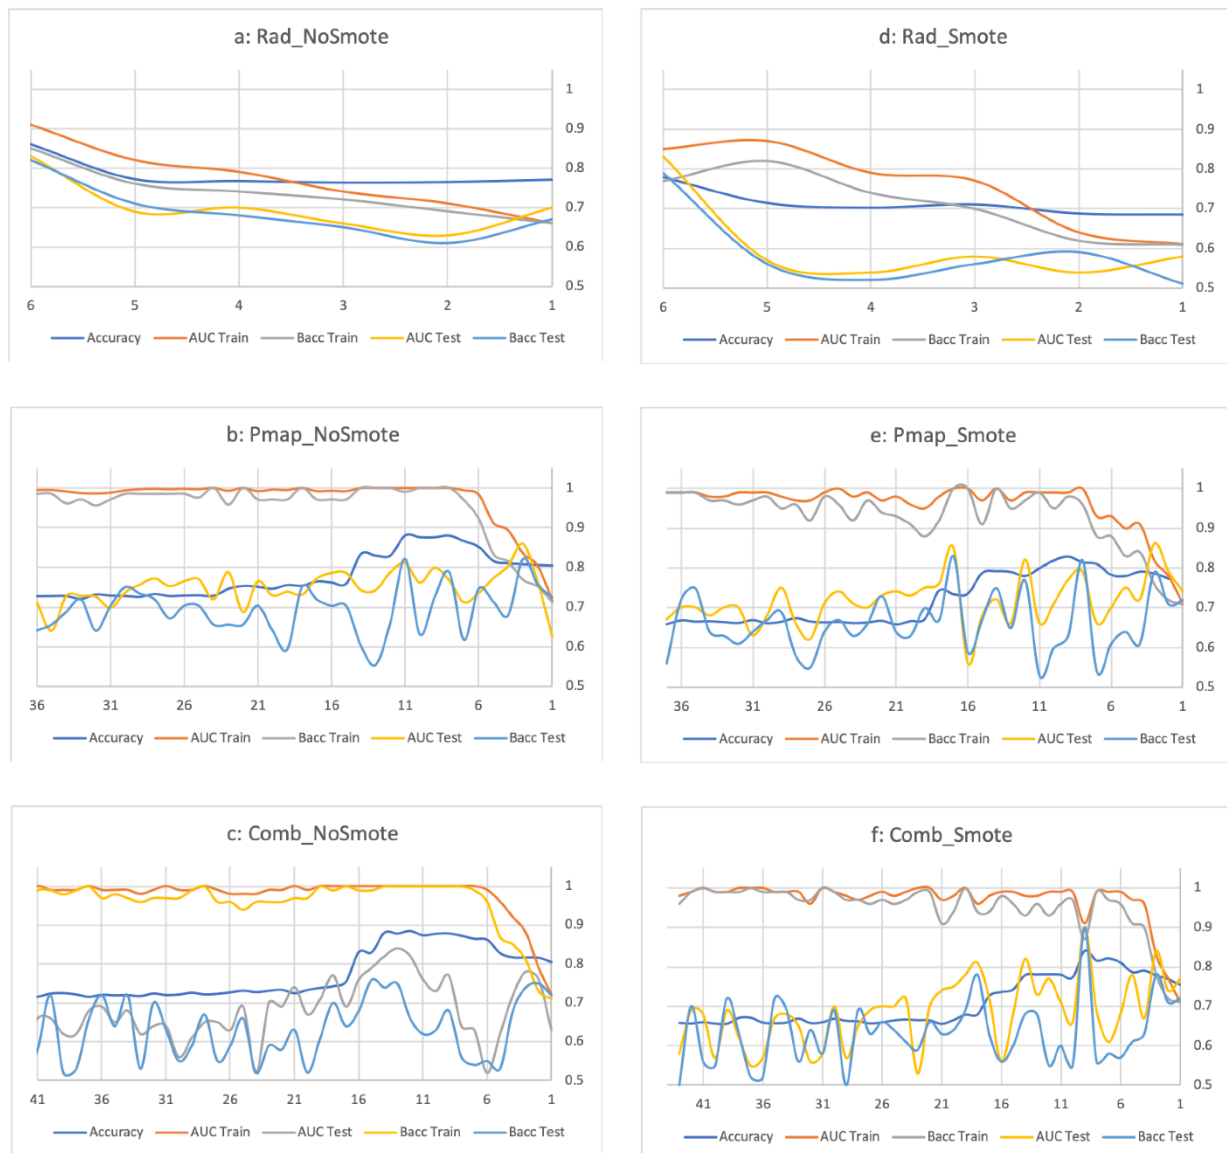 a: Rad_NoSmote
1
0.9
0.8
0.7
0.6
0.5
6 5 4 3 2 1
Accuracy AUC Train Bacc Train AUC Test Bacc Test
d: Rad_Smote
1
0.9
0.8
0.7
0.6
0.5
6 5 4 3 2 1
Accuracy AUC Train Bacc Train AUC Test Bacc Test
b: Pmap_NoSmote
1
0.9
0.8
0.7
0.6
0.5
36 31 26 21 16 11 6 1
Accuracy AUC Train Bacc Train AUC Test Bacc Test
e: Pmap_Smote
1
0.9
0.8
0.7
0.6
0.5
36 31 26 21 16 11 6 1
Accuracy AUC Train Bacc Train AUC Test Bacc Test
c: Comb_NoSmote
1
0.9
0.8
0.7
0.6
0.5
41 36 31 26 21 16 11 6 1
Accuracy AUC Train AUC Test Bacc Train Bacc Test
f: Comb_Smote
1
0.9
0.8
0.7
0.6
0.5
41 36 31 26 21 16 11 6 1
Accuracy AUC Train Bacc Train AUC Test Bacc Test